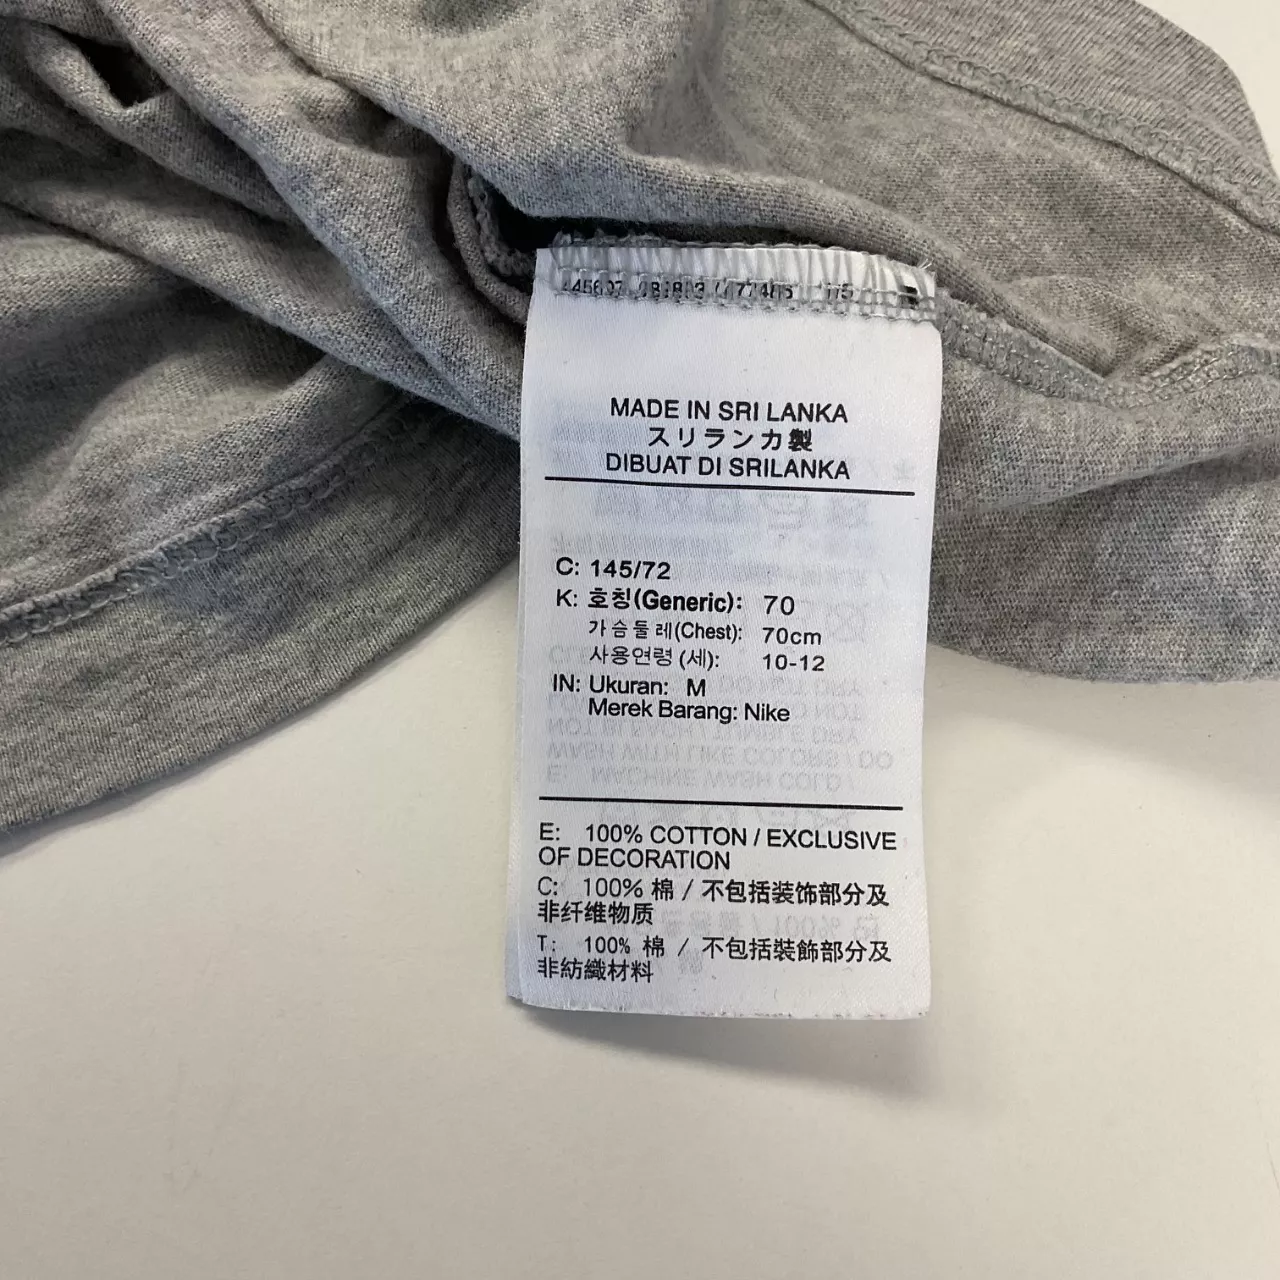 MADE IN SRI LANKA
スリランカ製
DIBUAT DI SRILANKA
C: 145/72
K: 호칭(Generic): 70
가슴둘레(Chest): 70cm
사용연령(세): 10-12
IN: Ukuran: M
Merek Barang: Nike
E: 100% COTTON / EXCLUSIVE
OF DECORATION
C: 100% 棉 / 不包括装饰部分及
非纤维物质
T: 100% 棉 / 不包括裝飾部分及
非紡織材料